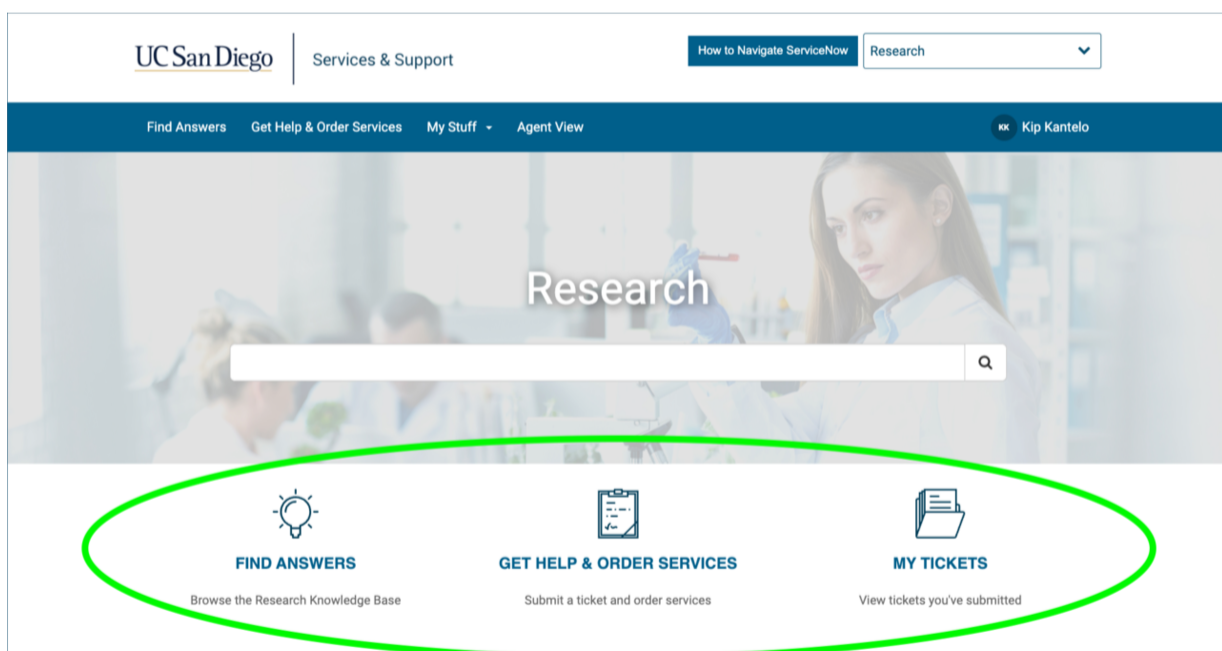 UC San Diego
Services & Support
How to Navigate ServiceNow
Research
Find Answers Get Help & Order Services My Stuff Agent View KK Kip Kantelo
Research
FIND ANSWERS GET HELP & ORDER SERVICES MY TICKETS
Browse the Research Knowledge Base Submit a ticket and order services View tickets you've submitted